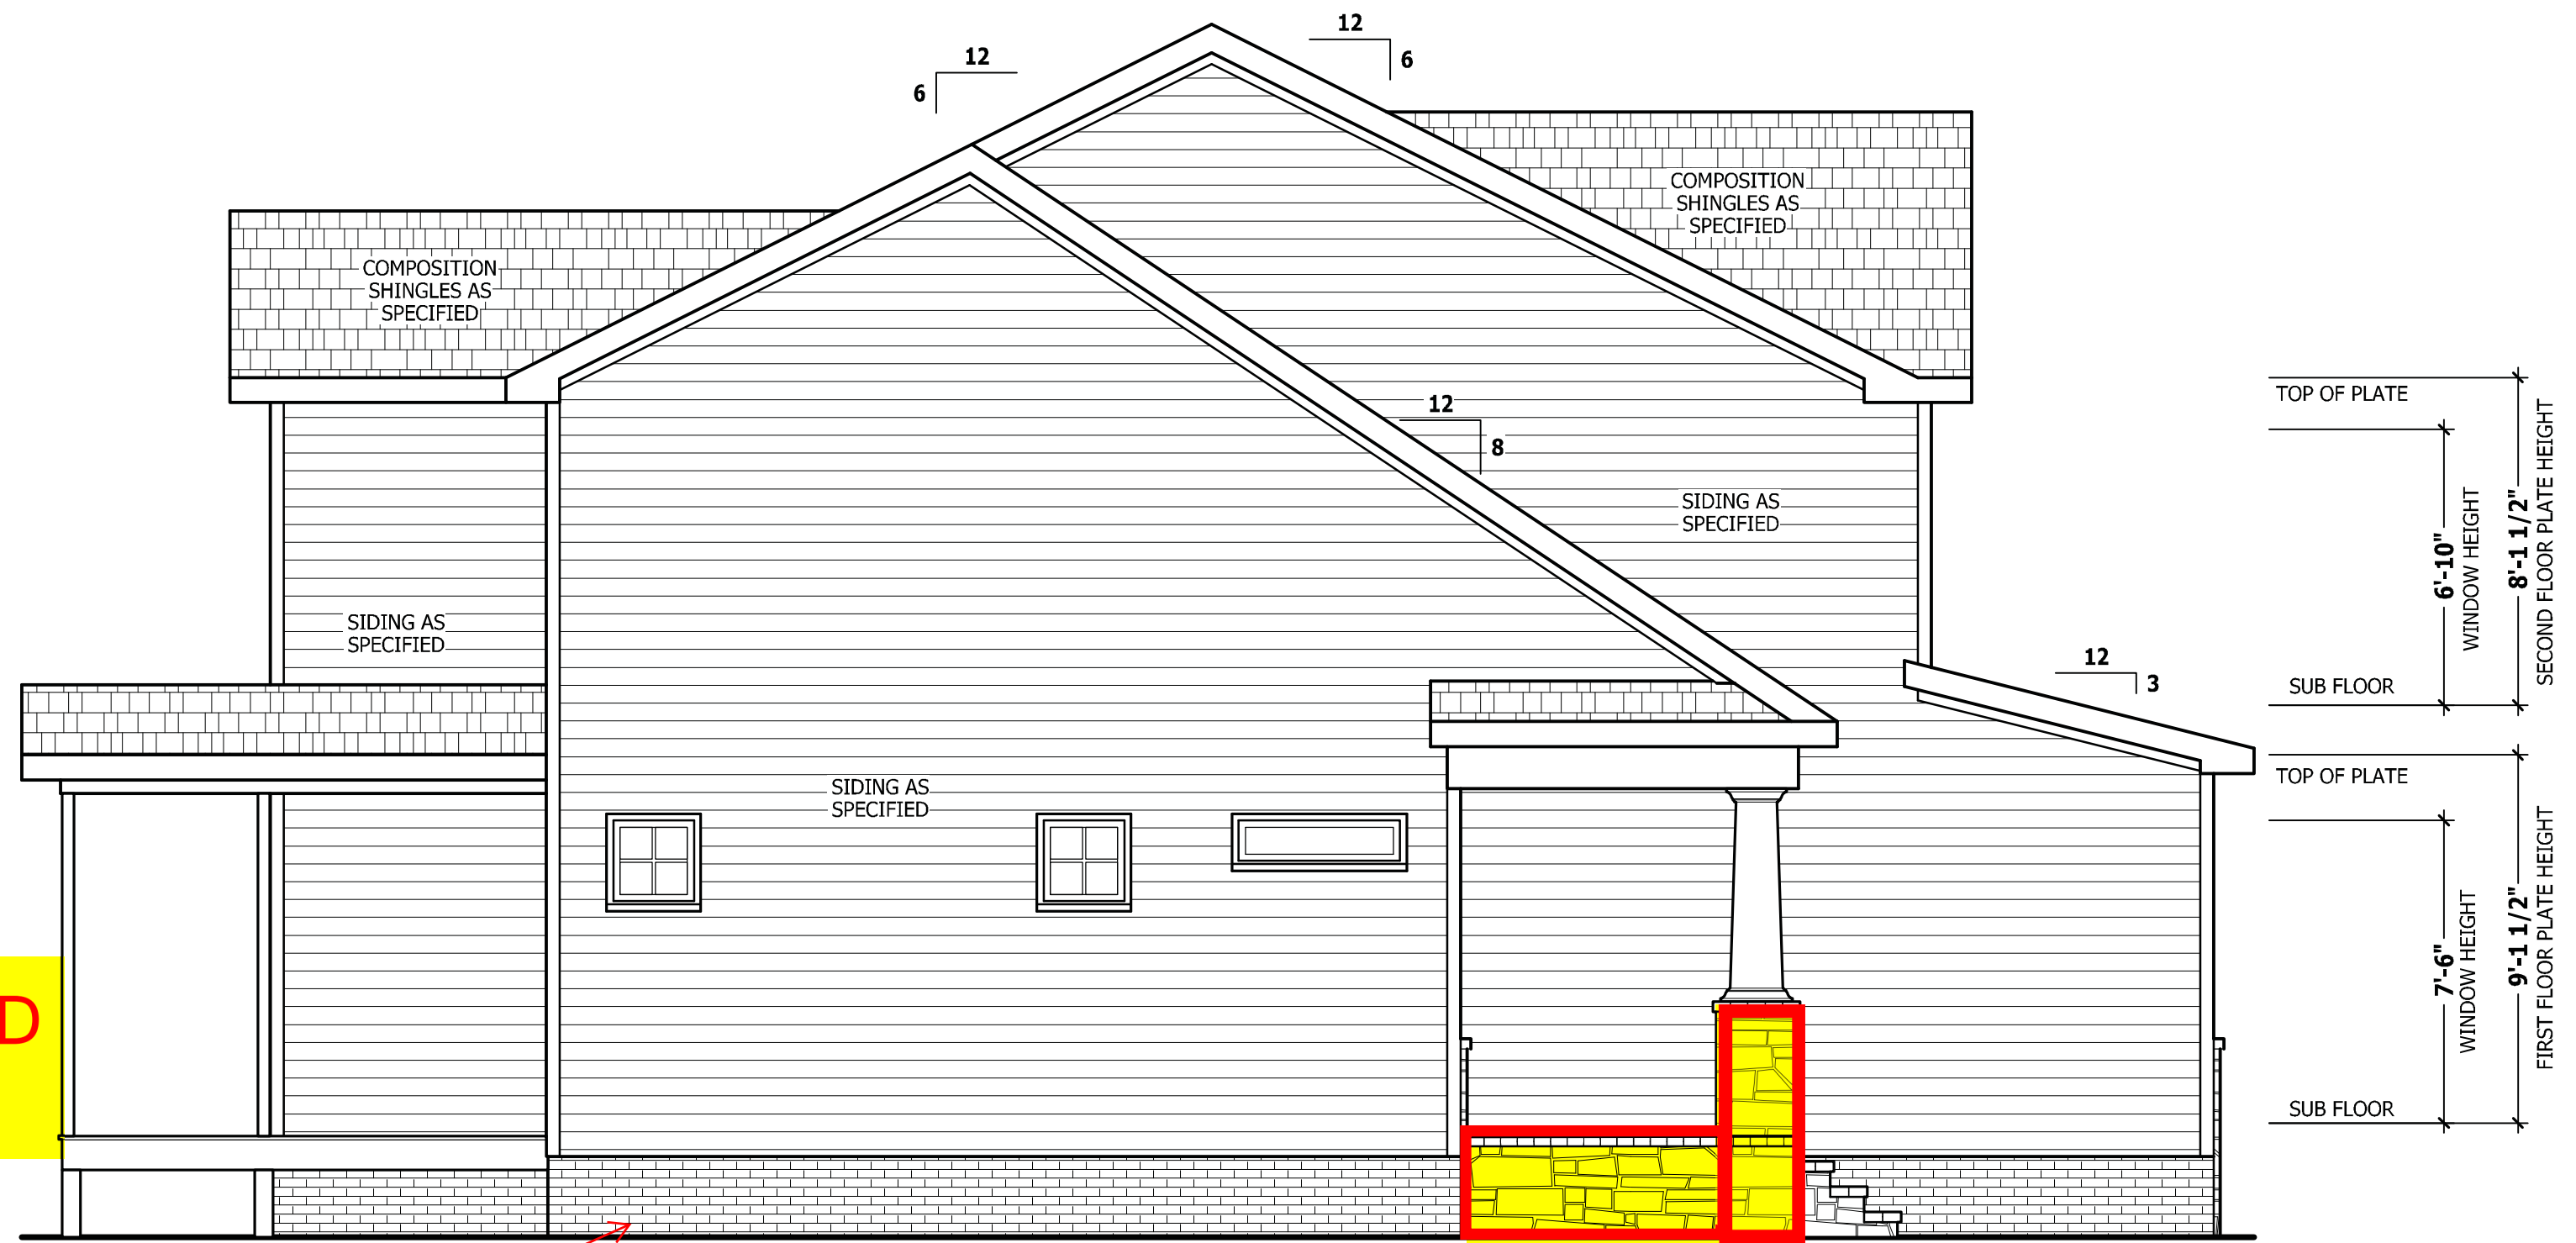 12
6
12
6
COMPOSITION
SHINGLES AS
SPECIFIED
COMPOSITION
SHINGLES AS
SPECIFIED
12
8
SIDING AS
SPECIFIED
SIDING AS
SPECIFIED
SIDING AS
SPECIFIED
12
3
TOP OF PLATE
6'-10"
WINDOW HEIGHT
8'-1 1/2"
SECOND FLOOR PLATE HEIGHT
SUB FLOOR
TOP OF PLATE
7'-6"
WINDOW HEIGHT
9'-1 1/2"
FIRST FLOOR PLATE HEIGHT
SUB FLOOR
D